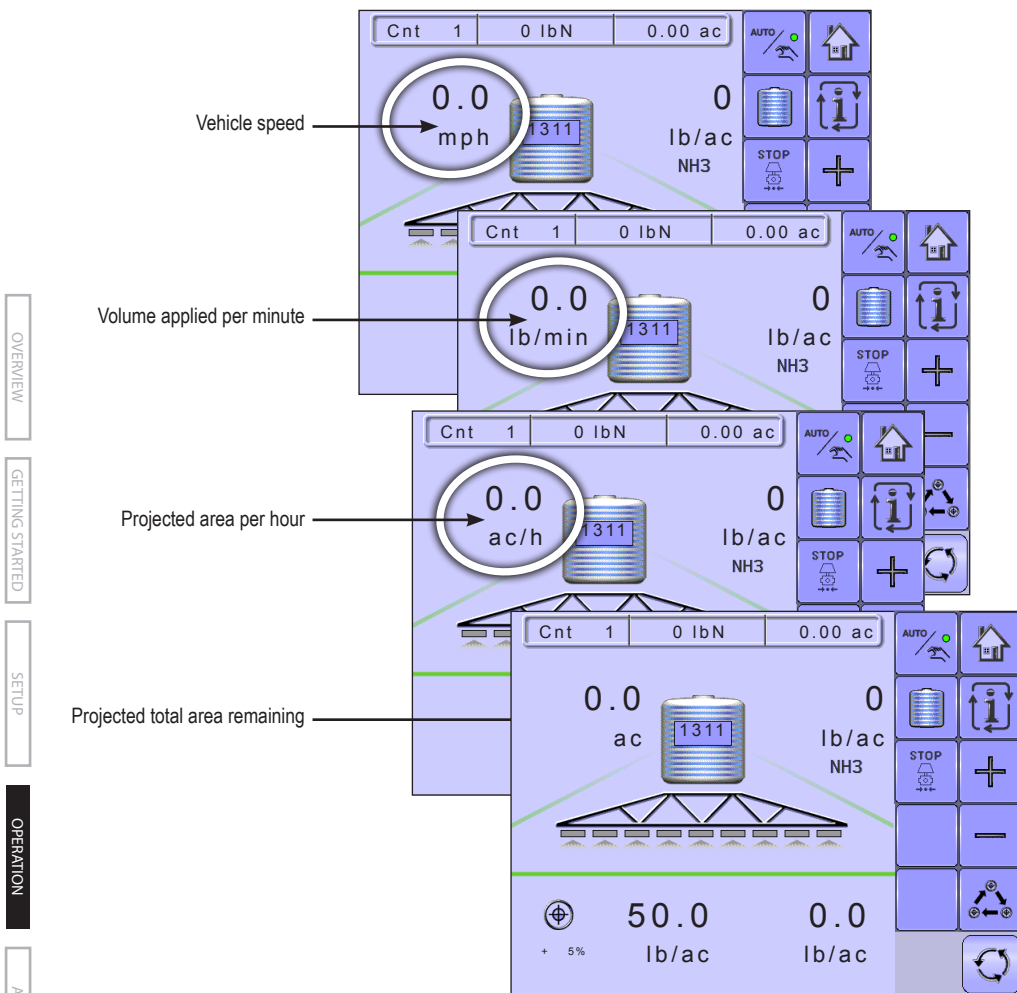 Cnt 1 0 lbN 0.00 ac
AUTO
Vehicle speed
0.0
mph
1311
0
lb/ac
NH3
STOP
Cnt 1 0 lbN 0.00 ac
AUTO
Volume applied per minute
0.0
lb/min
1311
0
lb/ac
NH3
STOP
Cnt 1 0 lbN 0.00 ac
AUTO
Projected area per hour
0.0
ac/h
1311
0
lb/ac
NH3
STOP
Cnt 1 0 lbN 0.00 ac
AUTO
Projected total area remaining
0.0
ac
1311
0
lb/ac
NH3
STOP
50.0
lb/ac
0.0
lb/ac
+ 5%
OVERVIEW
GETTING STARTED
SETUP
OPERATION